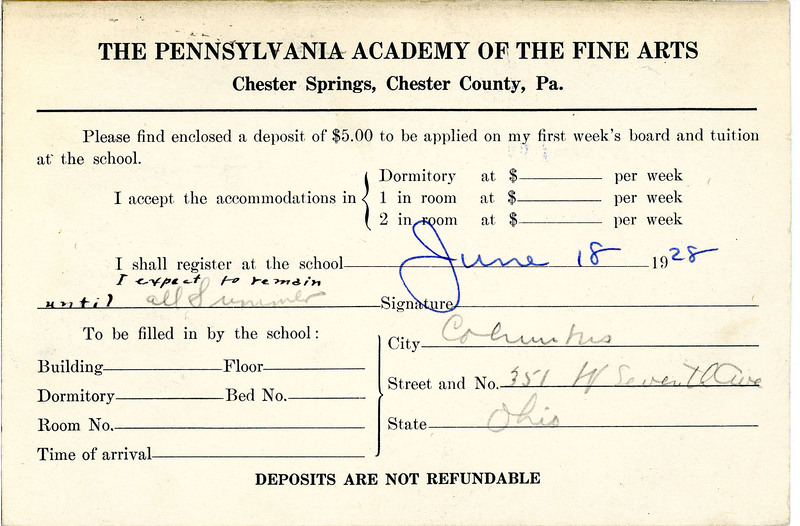 THE PENNSYLVANIA ACADEMY OF THE FINE ARTS
Chester Springs, Chester County, Pa.
Please find enclosed a deposit of $5.00 to be applied on my first week's board and tuition
at the school.
I accept the accommodations in
Dormitory at $ per week
1 in room at $ per week
2 in room at $ per week
I shall register at the school June 18 1928
I expect to remain
until all Summer
Signature
To be filled in by the school:
City Columbus
Building Floor
Street and No. 351 W Seventh Ave
Dormitory Bed No.
State Ohio
Room No.
Time of arrival
DEPOSITS ARE NOT REFUNDABLE